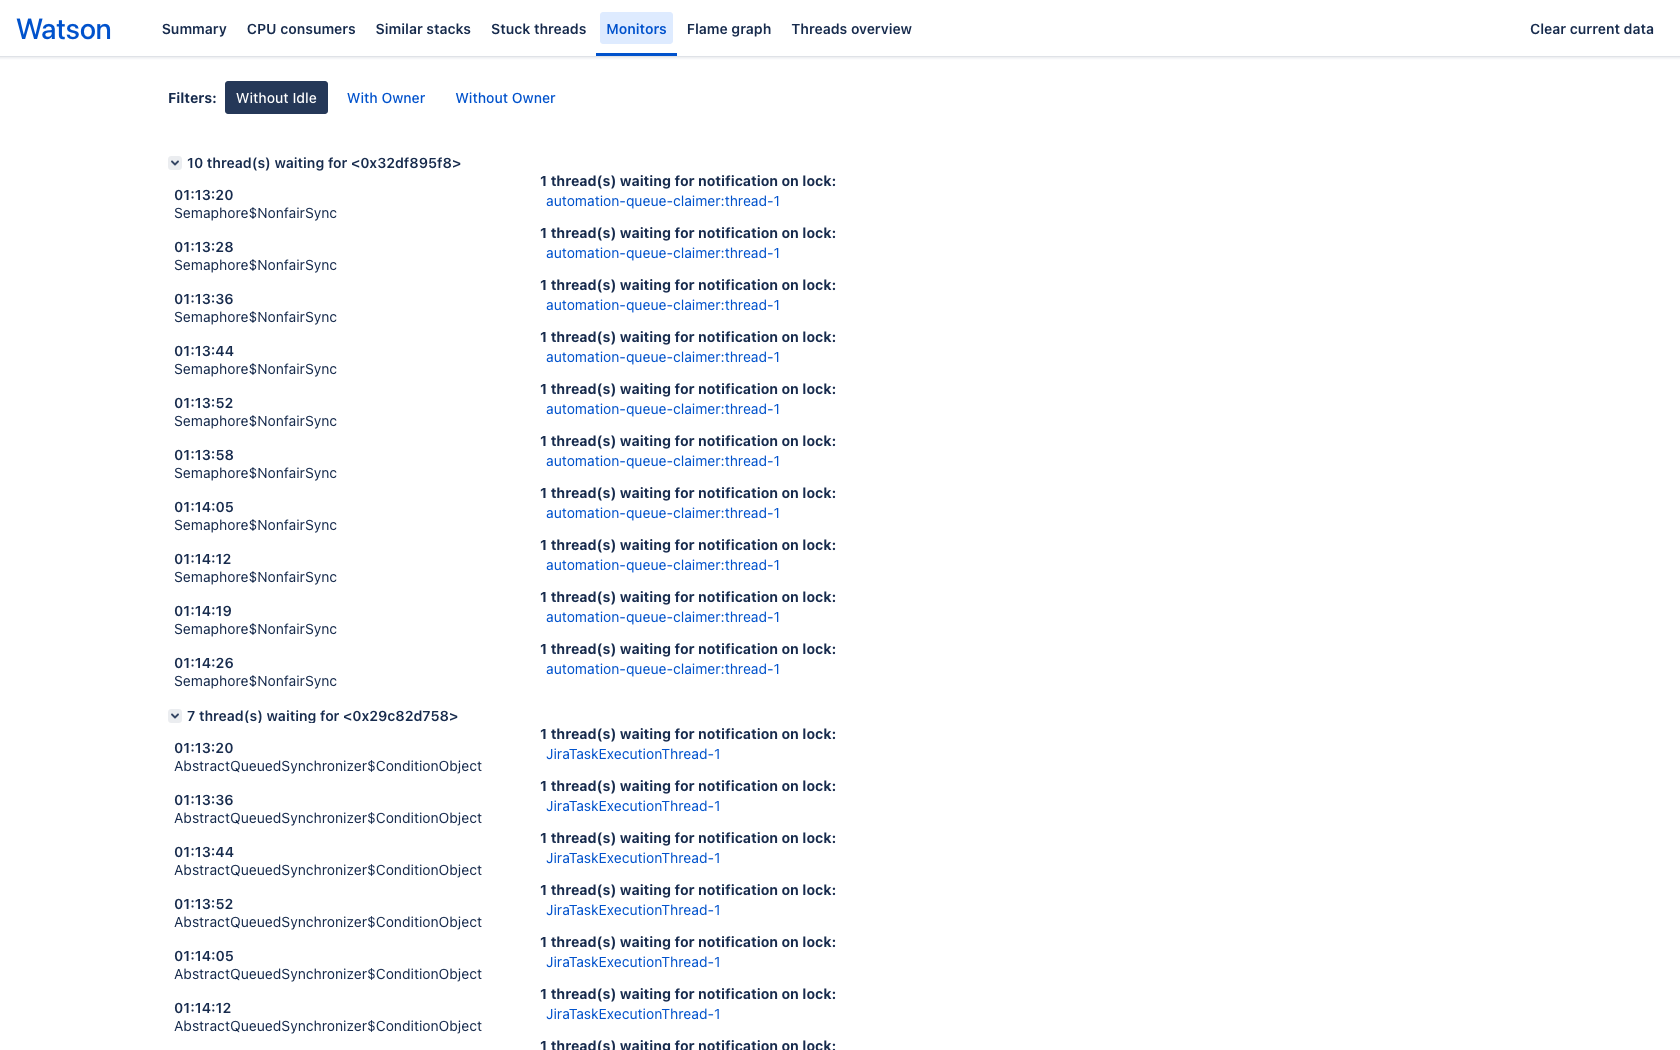 Watson
Summary
CPU consumers
Similar stacks
Stuck threads
Monitors
Flame graph
Threads overview
Clear current data
Filters:
Without Idle
With Owner
Without Owner
10 thread(s) waiting for <0x32df895f8>
01:13:20
Semaphore$NonfairSync
1 thread(s) waiting for notification on lock:
automation-queue-claimer:thread-1
01:13:28
Semaphore$NonfairSync
1 thread(s) waiting for notification on lock:
automation-queue-claimer:thread-1
01:13:36
Semaphore$NonfairSync
1 thread(s) waiting for notification on lock:
automation-queue-claimer:thread-1
01:13:44
Semaphore$NonfairSync
1 thread(s) waiting for notification on lock:
automation-queue-claimer:thread-1
01:13:52
Semaphore$NonfairSync
1 thread(s) waiting for notification on lock:
automation-queue-claimer:thread-1
01:13:58
Semaphore$NonfairSync
1 thread(s) waiting for notification on lock:
automation-queue-claimer:thread-1
01:14:05
Semaphore$NonfairSync
1 thread(s) waiting for notification on lock:
automation-queue-claimer:thread-1
01:14:12
Semaphore$NonfairSync
1 thread(s) waiting for notification on lock:
automation-queue-claimer:thread-1
01:14:19
Semaphore$NonfairSync
1 thread(s) waiting for notification on lock:
automation-queue-claimer:thread-1
01:14:26
Semaphore$NonfairSync
1 thread(s) waiting for notification on lock:
automation-queue-claimer:thread-1
7 thread(s) waiting for <0x29c82d758>
01:13:20
AbstractQueuedSynchronizer$ConditionObject
1 thread(s) waiting for notification on lock:
JiraTaskExecutionThread-1
01:13:36
AbstractQueuedSynchronizer$ConditionObject
1 thread(s) waiting for notification on lock:
JiraTaskExecutionThread-1
01:13:44
AbstractQueuedSynchronizer$ConditionObject
1 thread(s) waiting for notification on lock:
JiraTaskExecutionThread-1
01:13:52
AbstractQueuedSynchronizer$ConditionObject
1 thread(s) waiting for notification on lock:
JiraTaskExecutionThread-1
01:14:05
AbstractQueuedSynchronizer$ConditionObject
1 thread(s) waiting for notification on lock:
JiraTaskExecutionThread-1
01:14:12
AbstractQueuedSynchronizer$ConditionObject
1 thread(s) waiting for notification on lock:
JiraTaskExecutionThread-1
1 thread(s) waiting for notification on lock: